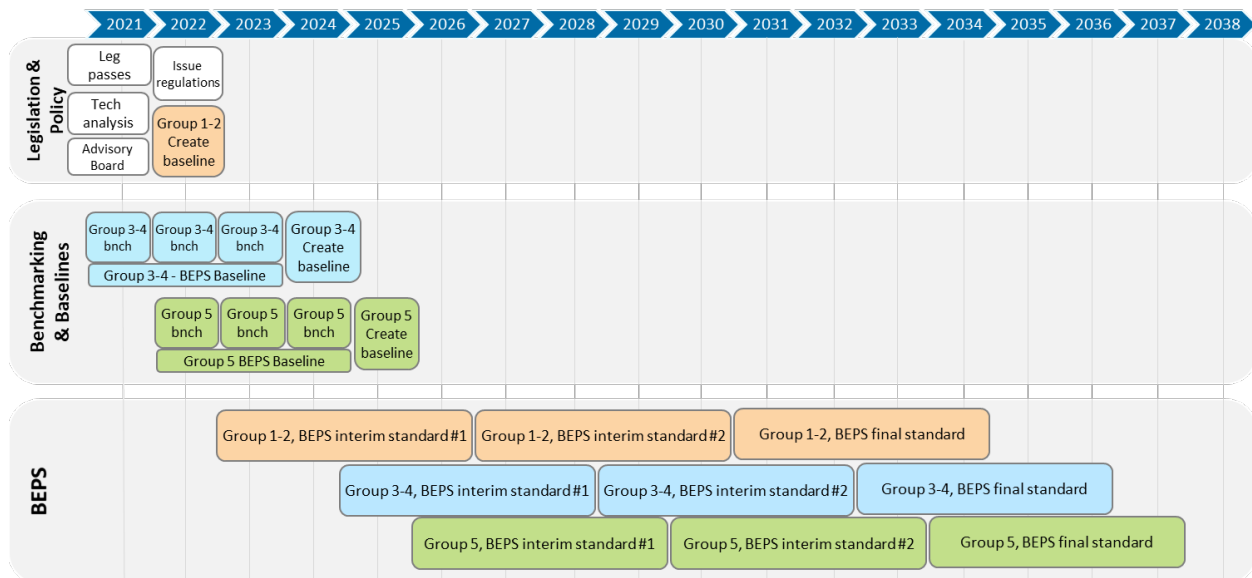 2021 2022 2023 2024 2025 2026 2027 2028 2029 2030 2031 2032 2033 2034 2035 2036 2037 2038
Legislation &
Policy
Leg
passes
Issue
regulations
Tech
analysis
Group 1-2
Create
baseline
Advisory
Board
Benchmarking
& Baselines
Group 3-4
bnch
Group 3-4
bnch
Group 3-4
bnch
Group 3-4
Create
baseline
Group 3-4 - BEPS Baseline
Group 5
bnch
Group 5
bnch
Group 5
bnch
Group 5
Create
baseline
Group 5 BEPS Baseline
BEPS
Group 1-2, BEPS interim standard #1
Group 1-2, BEPS interim standard #2
Group 1-2, BEPS final standard
Group 3-4, BEPS interim standard #1
Group 3-4, BEPS interim standard #2
Group 3-4, BEPS final standard
Group 5, BEPS interim standard #1
Group 5, BEPS interim standard #2
Group 5, BEPS final standard